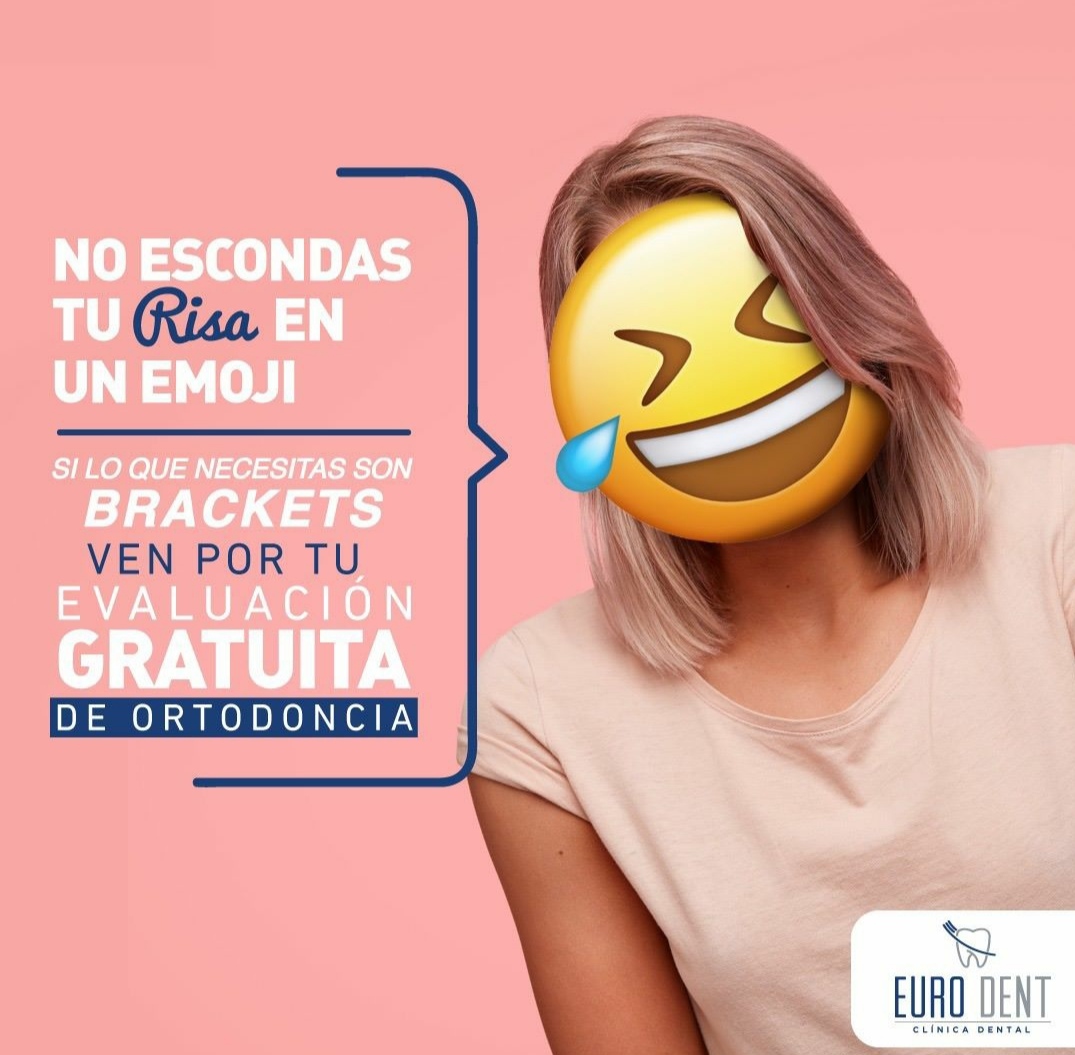 NO ESCONDAS
TU Risa EN
UN EMOJI
SI LO QUE NECESITAS SON
BRACKETS
VEN POR TU
EVALUACIÓN
GRATUITA
DE ORTODONCIA
EURO DENT
CLÍNICA DENTAL